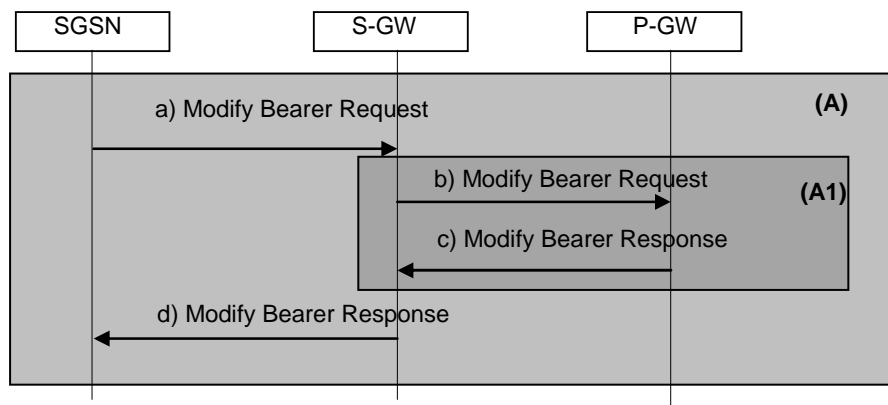 SGSN
S-GW
P-GW
(A)
a) Modify Bearer Request
b) Modify Bearer Request
(A1)
c) Modify Bearer Response
d) Modify Bearer Response